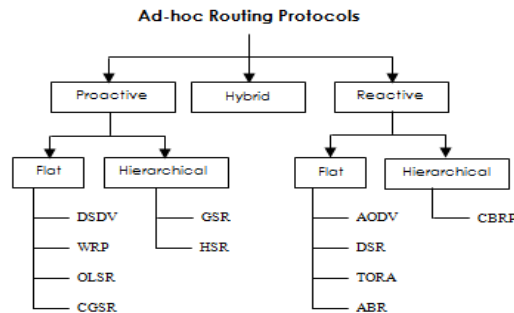 Ad-hoc Routing Protocols
Proactive
Hybrid
Reactive
Flat
Hierarchical
Flat
Hierarchical
DSDV
WRP
OLSR
CGSR
GSR
HSR
AODV
DSR
TORA
ABR
CBRP